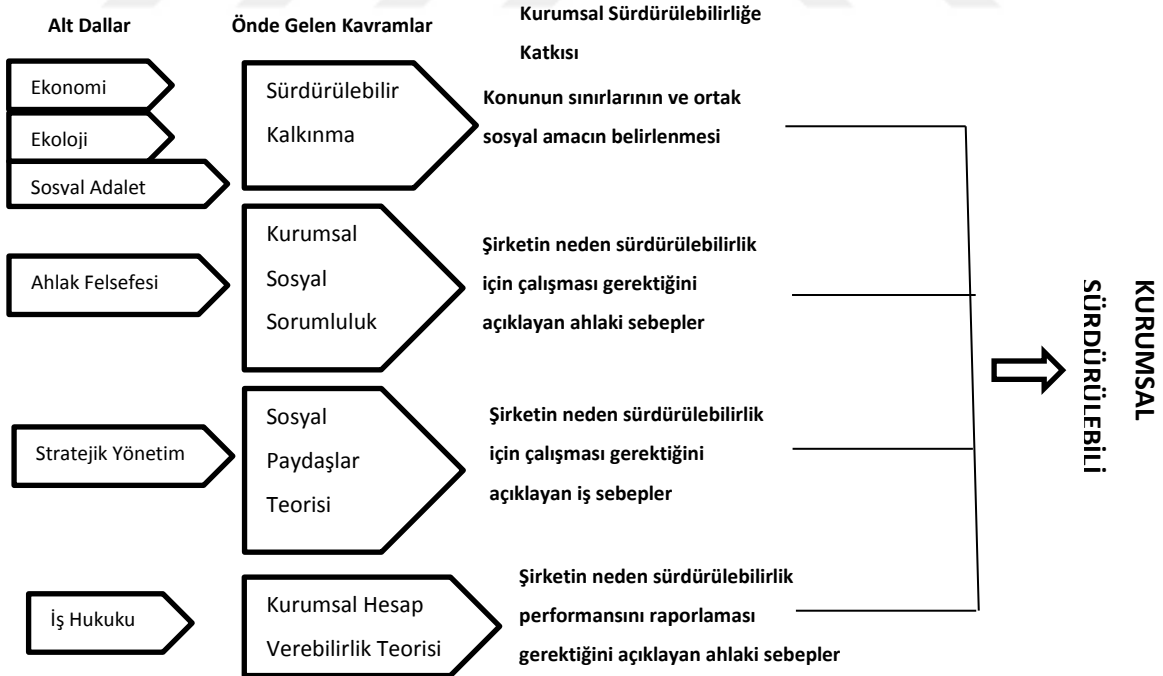 Alt Dallar
Önde Gelen Kavramlar
Kurumsal Sürdürülebilirliğe
Katkısı
Ekonomi
Ekoloji
Sosyal Adalet
Sürdürülebilir
Kalkınma
Konunun sınırlarının ve ortak
sosyal amacın belirlenmesi
Ahlak Felsefesi
Kurumsal
Sosyal
Sorumluluk
Şirketin neden sürdürülebilirlik
için çalışması gerektiğini
açıklayan ahlaki sebepler
Stratejik Yönetim
Sosyal
Paydaşlar
Teorisi
Şirketin neden sürdürülebilirlik
için çalışması gerektiğini
açıklayan iş sebepler
İş Hukuku
Kurumsal Hesap
Verebilirlik Teorisi
Şirketin neden sürdürülebilirlik
performansını raporlaması
gerektiğini açıklayan ahlaki sebepler
KURUMSAL
SÜRDÜRÜLEBİLİ